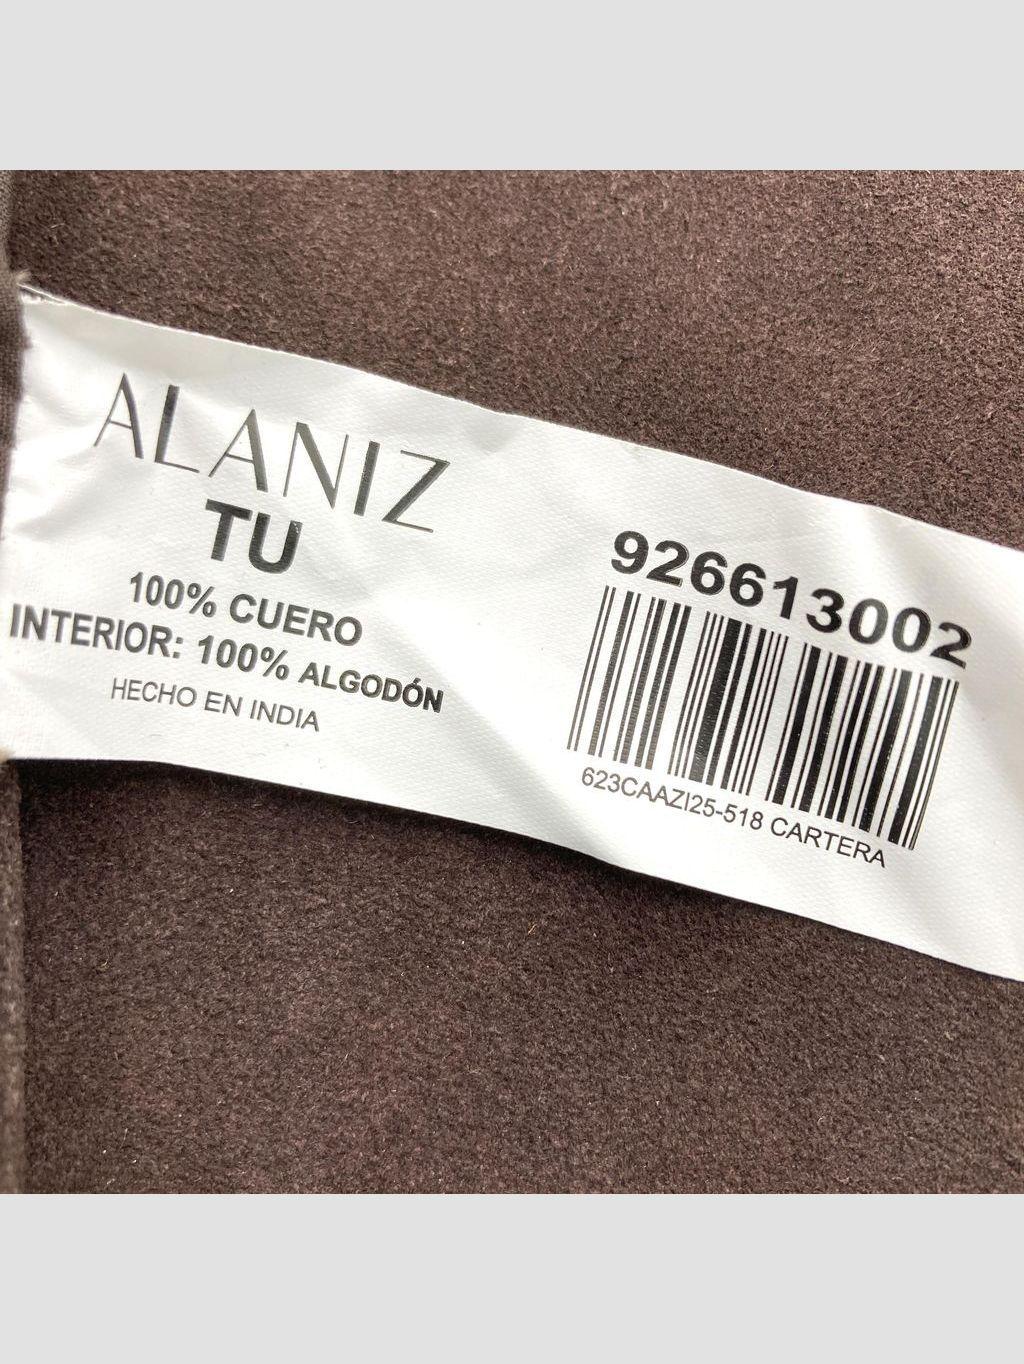 ALANIZ
TU
100% CUERO
INTERIOR: 100% ALGODÓN
HECHO EN INDIA
926613002
623CAAZI25-518 CARTERA